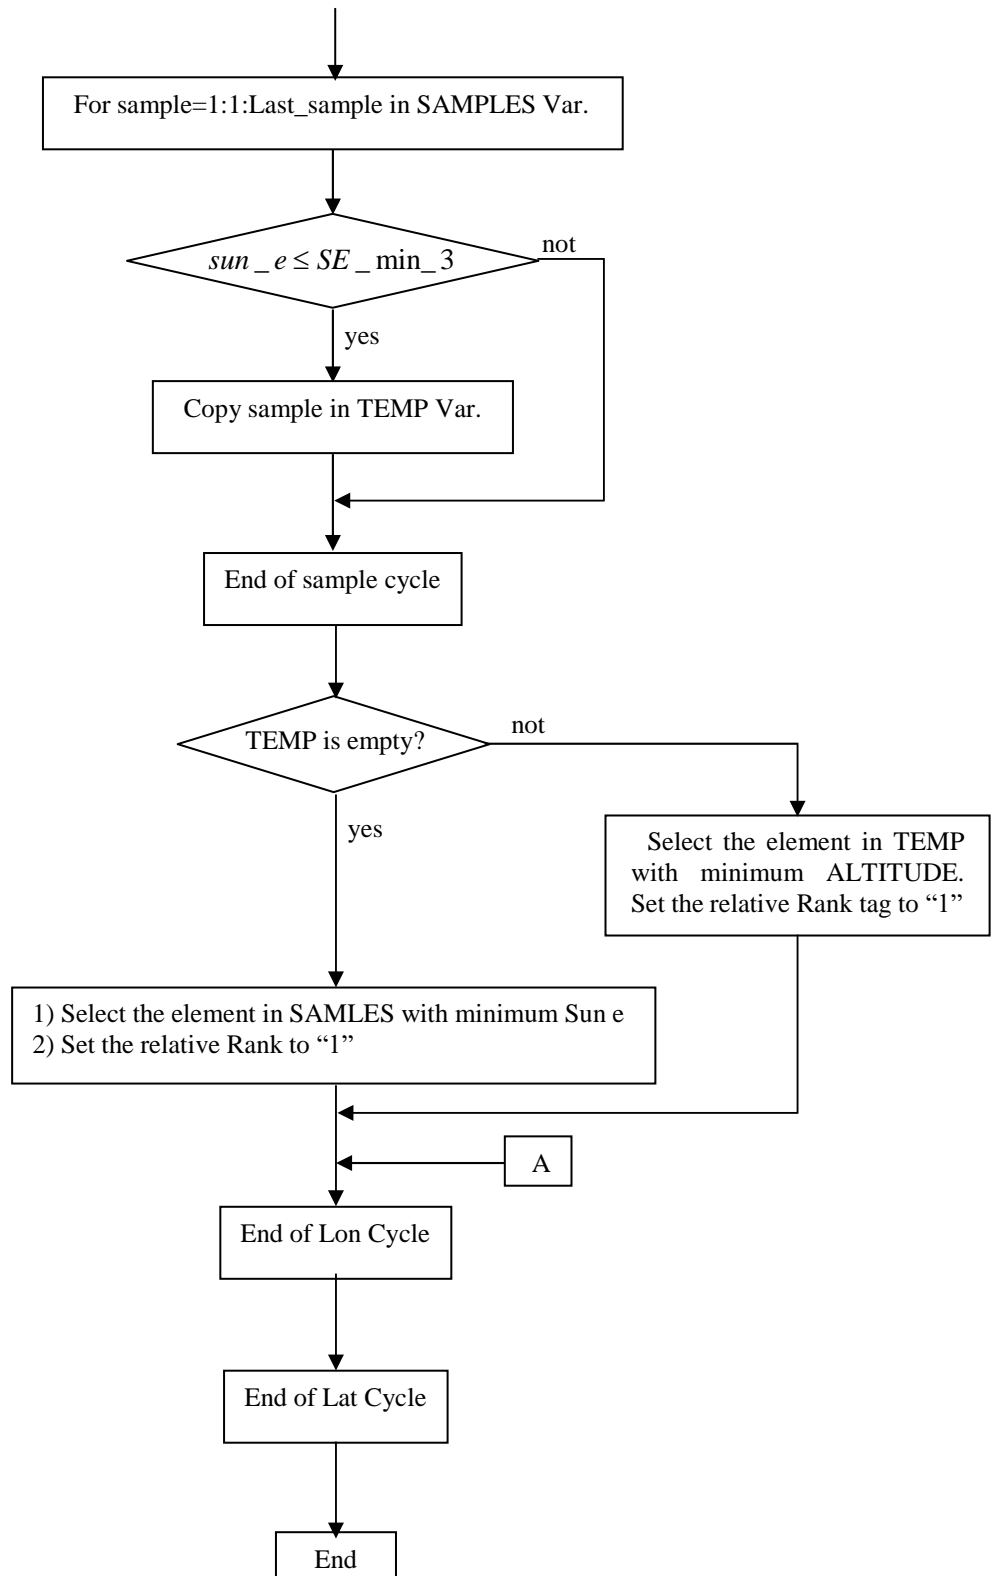 For sample=1:1:Last_sample in SAMPLES Var.
sun _ e ≤ SE _ min_ 3
not
yes
Copy sample in TEMP Var.
End of sample cycle
TEMP is empty?
not
yes
Select the element in TEMP
with minimum ALTITUDE.
Set the relative Rank tag to “1”
1) Select the element in SAMLES with minimum Sun e
2) Set the relative Rank to “1”
A
End of Lon Cycle
End of Lat Cycle
End